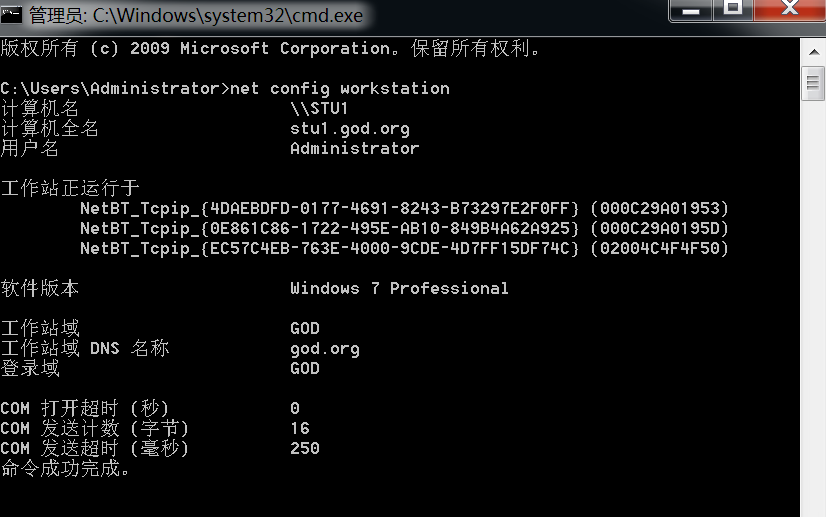 管理员: C:\Windows\system32\cmd.exe
版权所有 (c) 2009 Microsoft Corporation。保留所有权利。
C:\Users\Administrator>net config workstation
计算机名 \\STU1
计算机全名 stu1.god.org
用户名 Administrator
工作站正运行于
NetBT_Tcpip_{4DAEBDFD-0177-4691-8243-B73297E2F0FF} (000C29A01953)
NetBT_Tcpip_{0E861C86-1722-495E-AB10-849B4A62A925} (000C29A0195D)
NetBT_Tcpip_{EC57C4EB-763E-4000-9CDE-4D7FF15DF74C} (02004C4F4F50)
软件版本 Windows 7 Professional
工作站域 GOD
工作站域 DNS 名称 god.org
登录域 GOD
COM 打开超时 (秒) 0
COM 发送计数 (字节) 16
COM 发送超时 (毫秒) 250
命令成功完成。